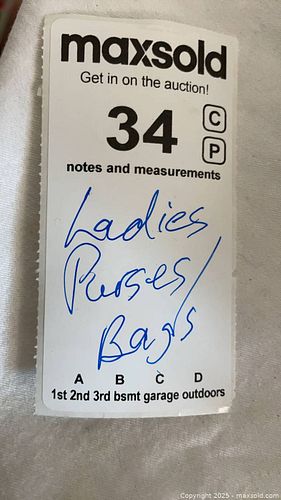 maxsold
Get in on the auction!
34 C
P
notes and measurements
Ladies
Purses/
Bags
A B C D
1st 2nd 3rd bsmt garage outdoors
Copyright © 2025 - maxsold.com